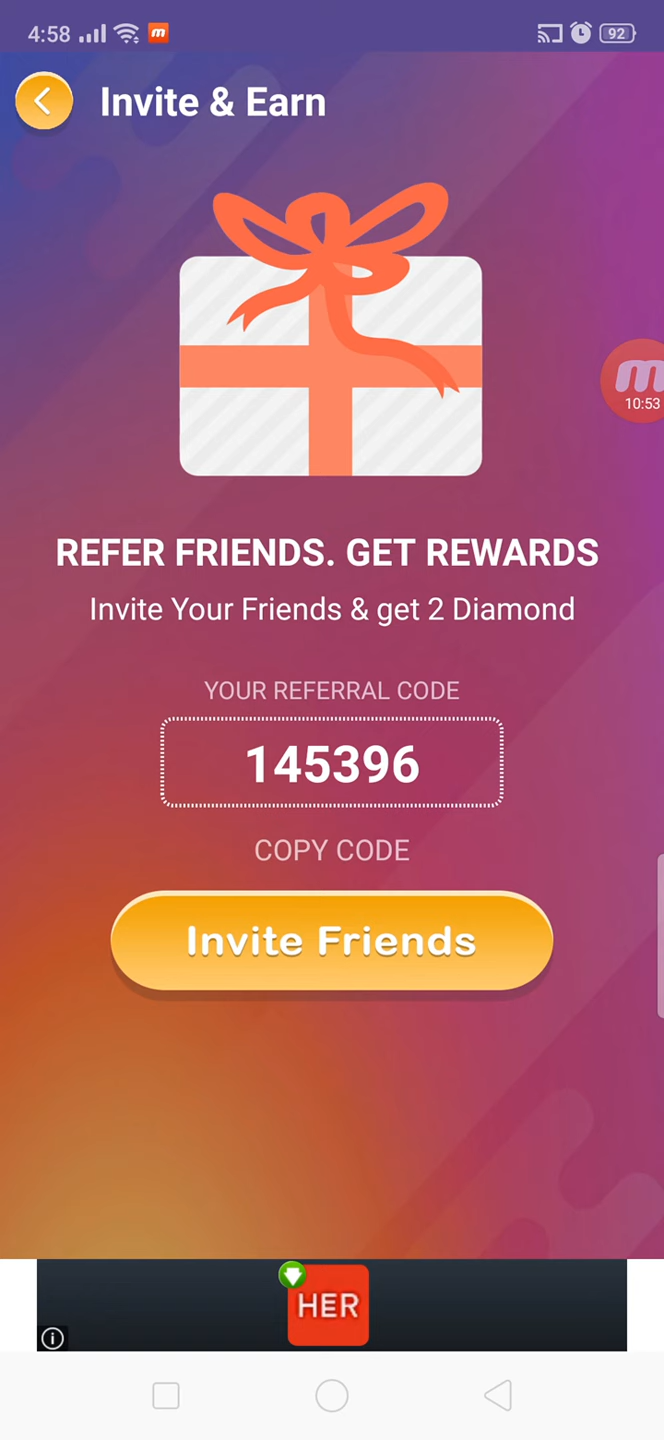 4:58
m
92
Invite & Earn
m
10:53
REFER FRIENDS. GET REWARDS
Invite Your Friends & get 2 Diamond
YOUR REFERRAL CODE
145396
COPY CODE
Invite Friends
HER
i